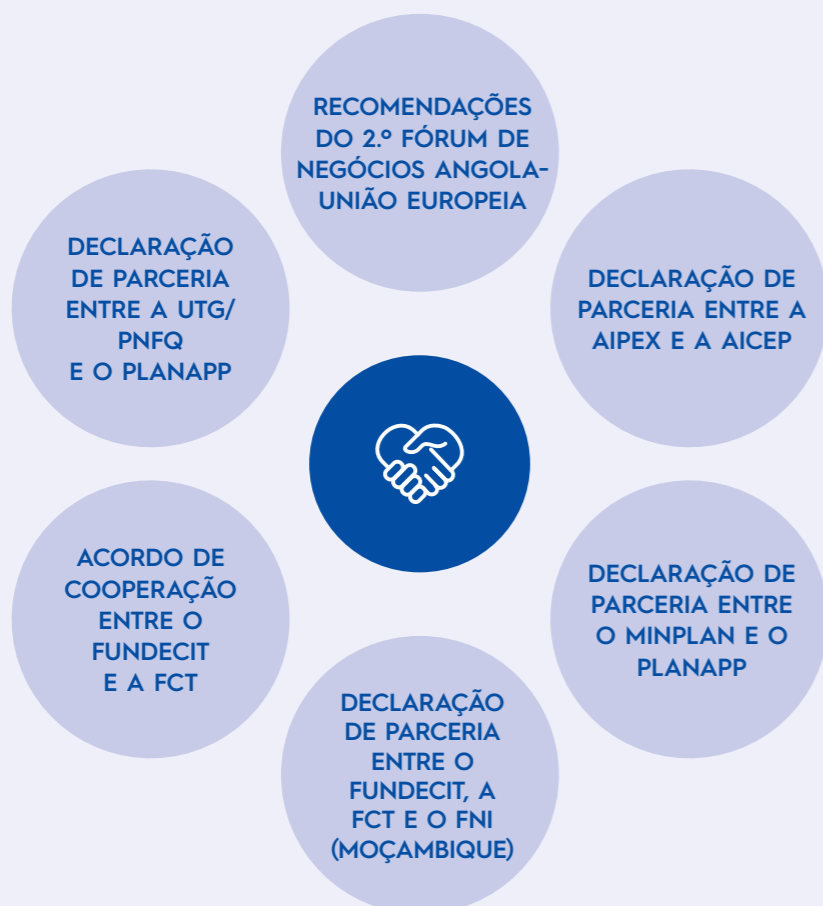 RECOMENDAÇÕES
DO 2.º FÓRUM DE
NEGÓCIOS ANGOLA-
UNIÃO EUROPEIA
DECLARAÇÃO
DE PARCERIA
ENTRE A UTG/
PNFQ
E O PLANAPP
DECLARAÇÃO DE
PARCERIA ENTRE A
AIPEX E A AICEP
ACORDO DE
COOPERAÇÃO
ENTRE O
FUNDECIT
E A FCT
DECLARAÇÃO DE
PARCERIA ENTRE
O MINPLAN E O
PLANAPP
DECLARAÇÃO
DE PARCERIA
ENTRE O
FUNDECIT, A
FCT E O FNI
(MOÇAMBIQUE)